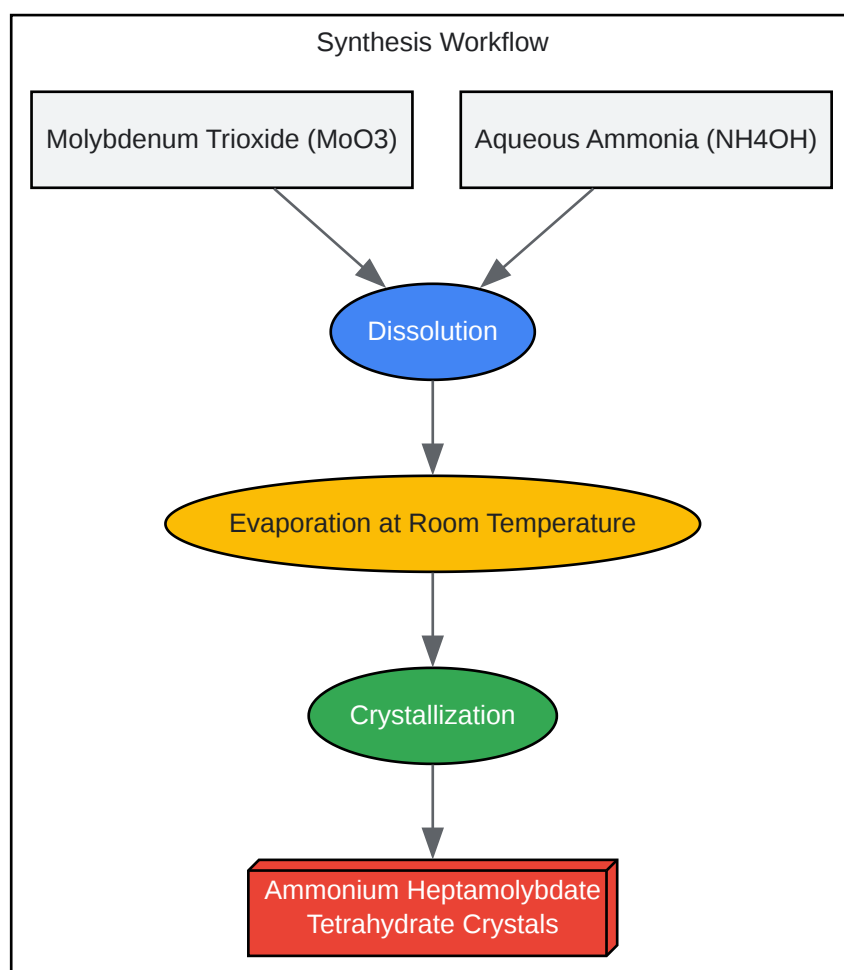 Synthesis Workflow
Molybdenum Trioxide (MoO3)
Aqueous Ammonia (NH4OH)
Dissolution
Evaporation at Room Temperature
Crystallization
Ammonium Heptamolybdate
Tetrahydrate Crystals